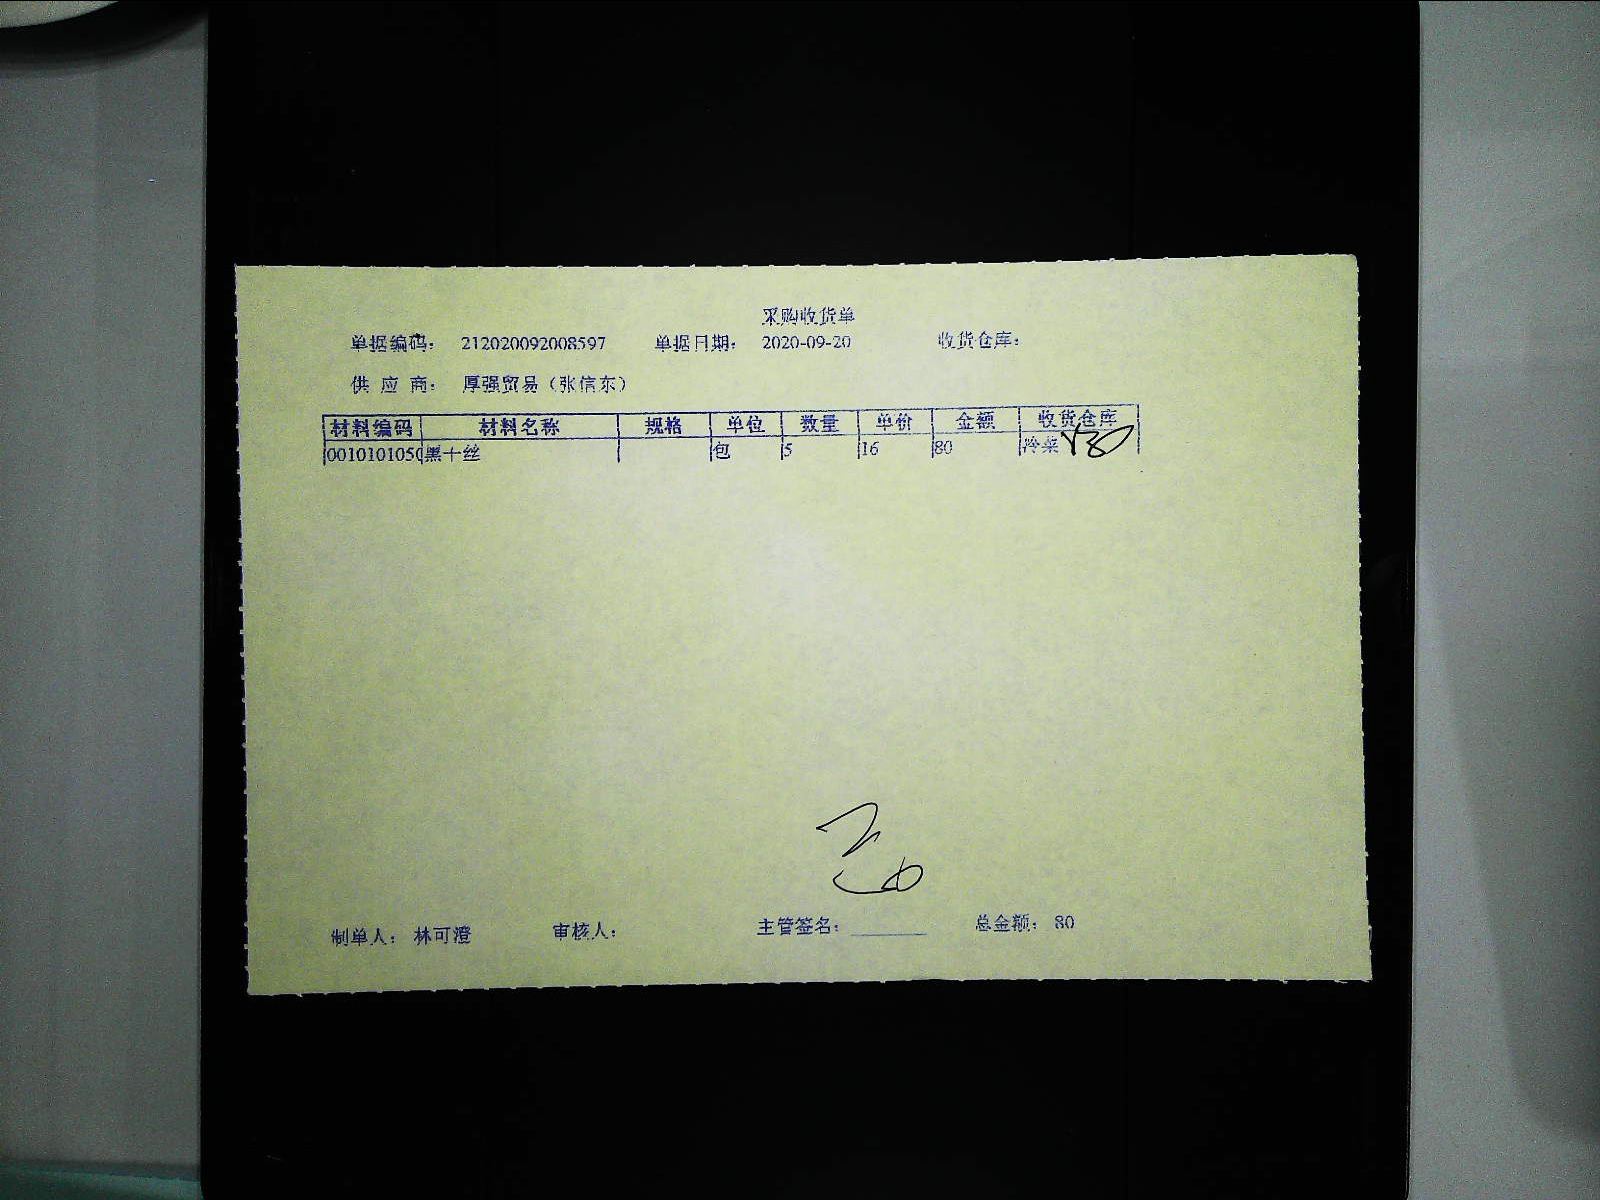 采购收货单
单据编码： 212020092008597 单据日期： 2020-09-20 收货仓库：
供 应 商： 厚强贸易（张信东）
材料编码 材料名称 规格 单位 数量 单价 金额 收货仓库
0010101050 黑十丝 包 5 16 80 冷菜 √80
制单人： 林可澄 审核人： 主管签名： 总金额： 80